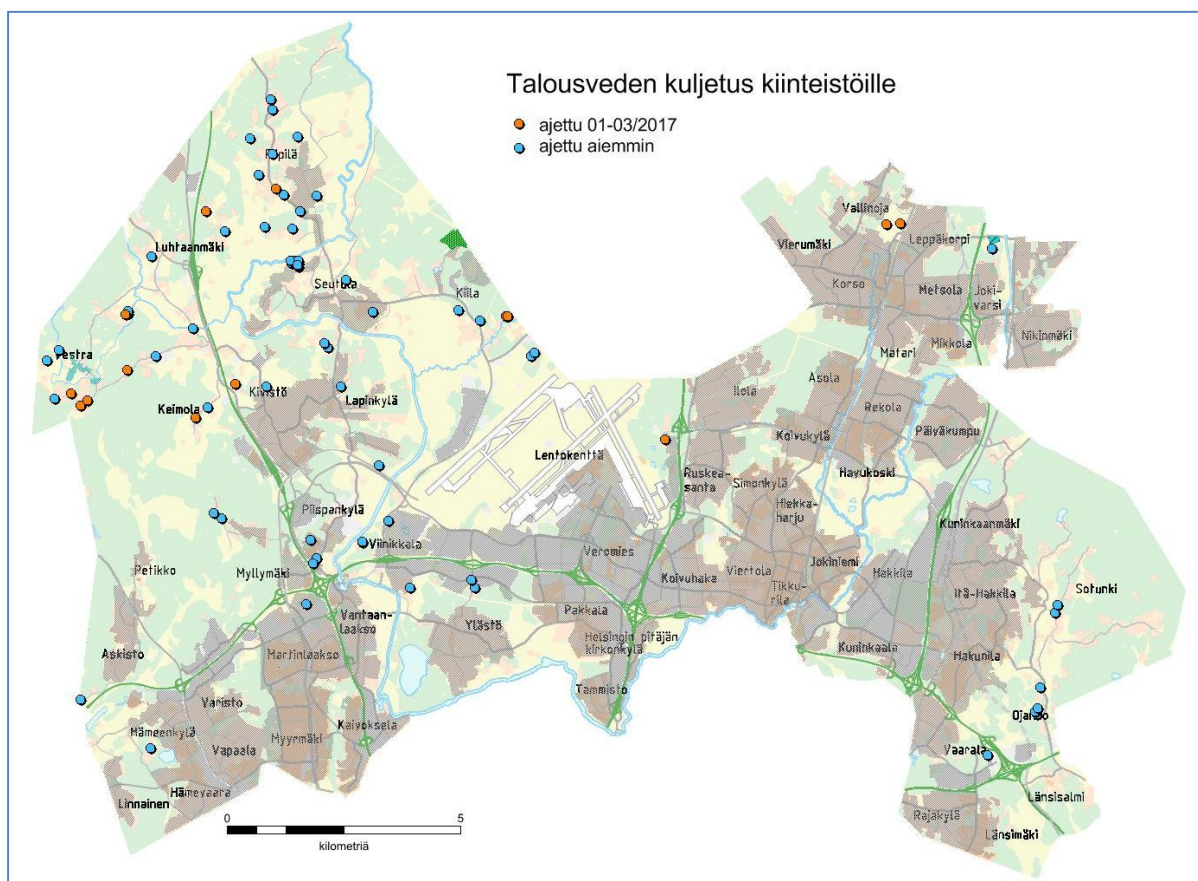 Talousveden kuljetus kiinteistöille
ajettu 01-03/2017
ajettu aiemmin
Vallinoja
Leppäkorpi
Vierumäki
Luhtaanmäki
Korso
Metsola
Joki-
varsi
Seutula
Kiila
Nikinmäki
Mikkola
Matari
Vestra
Ilola
Asola
Kivistö
Lapinkylä
Keimola
Rekola
Koivukylä
Päiväkumpu
Lentokenttä
Ruskea-
santa
Simonkylä
Havukoski
Hiekka-
harju
Piispankylä
Kuninkaanmäki
Viinikkala
Veromies
Petikko
Myllymäki
Koivuhaka
Viertola
Jokiniemi
Hakkila
Itä-Hakkila
Sotunki
Tikku-
rila
Vantaan-
laakso
Ylästö
Pakkala
Helsingin pitäjän
kirkonkylä
Kuninkaala
Askisto
Martinlaakso
Hakunila
Tammisto
Varisto
Kaivoksela
Ojanko
Hämeenkylä
Myyrmäki
Vapaala
Vaarala
Hämevaara
Linnainen
Länsisalmi
Rajakylä
Länsimäki
0 5
kilometriä